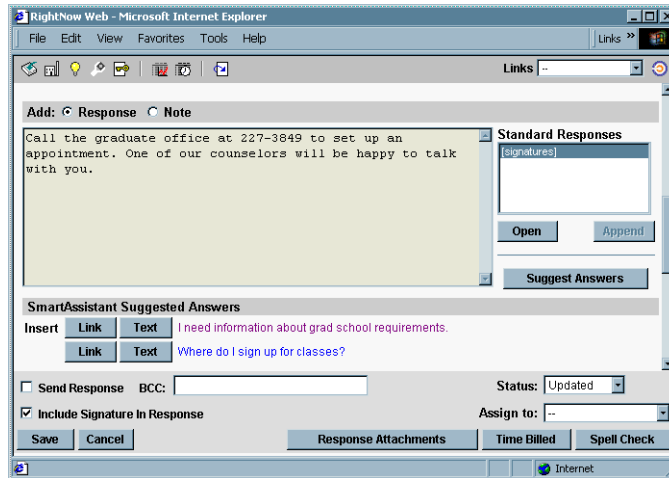 RightNow Web - Microsoft Internet Explorer
File Edit View Favorites Tools Help Links »
Links --
Add: Response Note
Call the graduate office at 227-3849 to set up an
appointment. One of our counselors will be happy to talk
with you.
Standard Responses
[signatures]
Open Append
Suggest Answers
SmartAssistant Suggested Answers
Insert Link Text I need information about grad school requirements.
Link Text Where do I sign up for classes?
Send Response BCC: Status: Updated
Include Signature In Response Assign to: --
Save Cancel Response Attachments Time Billed Spell Check
Internet